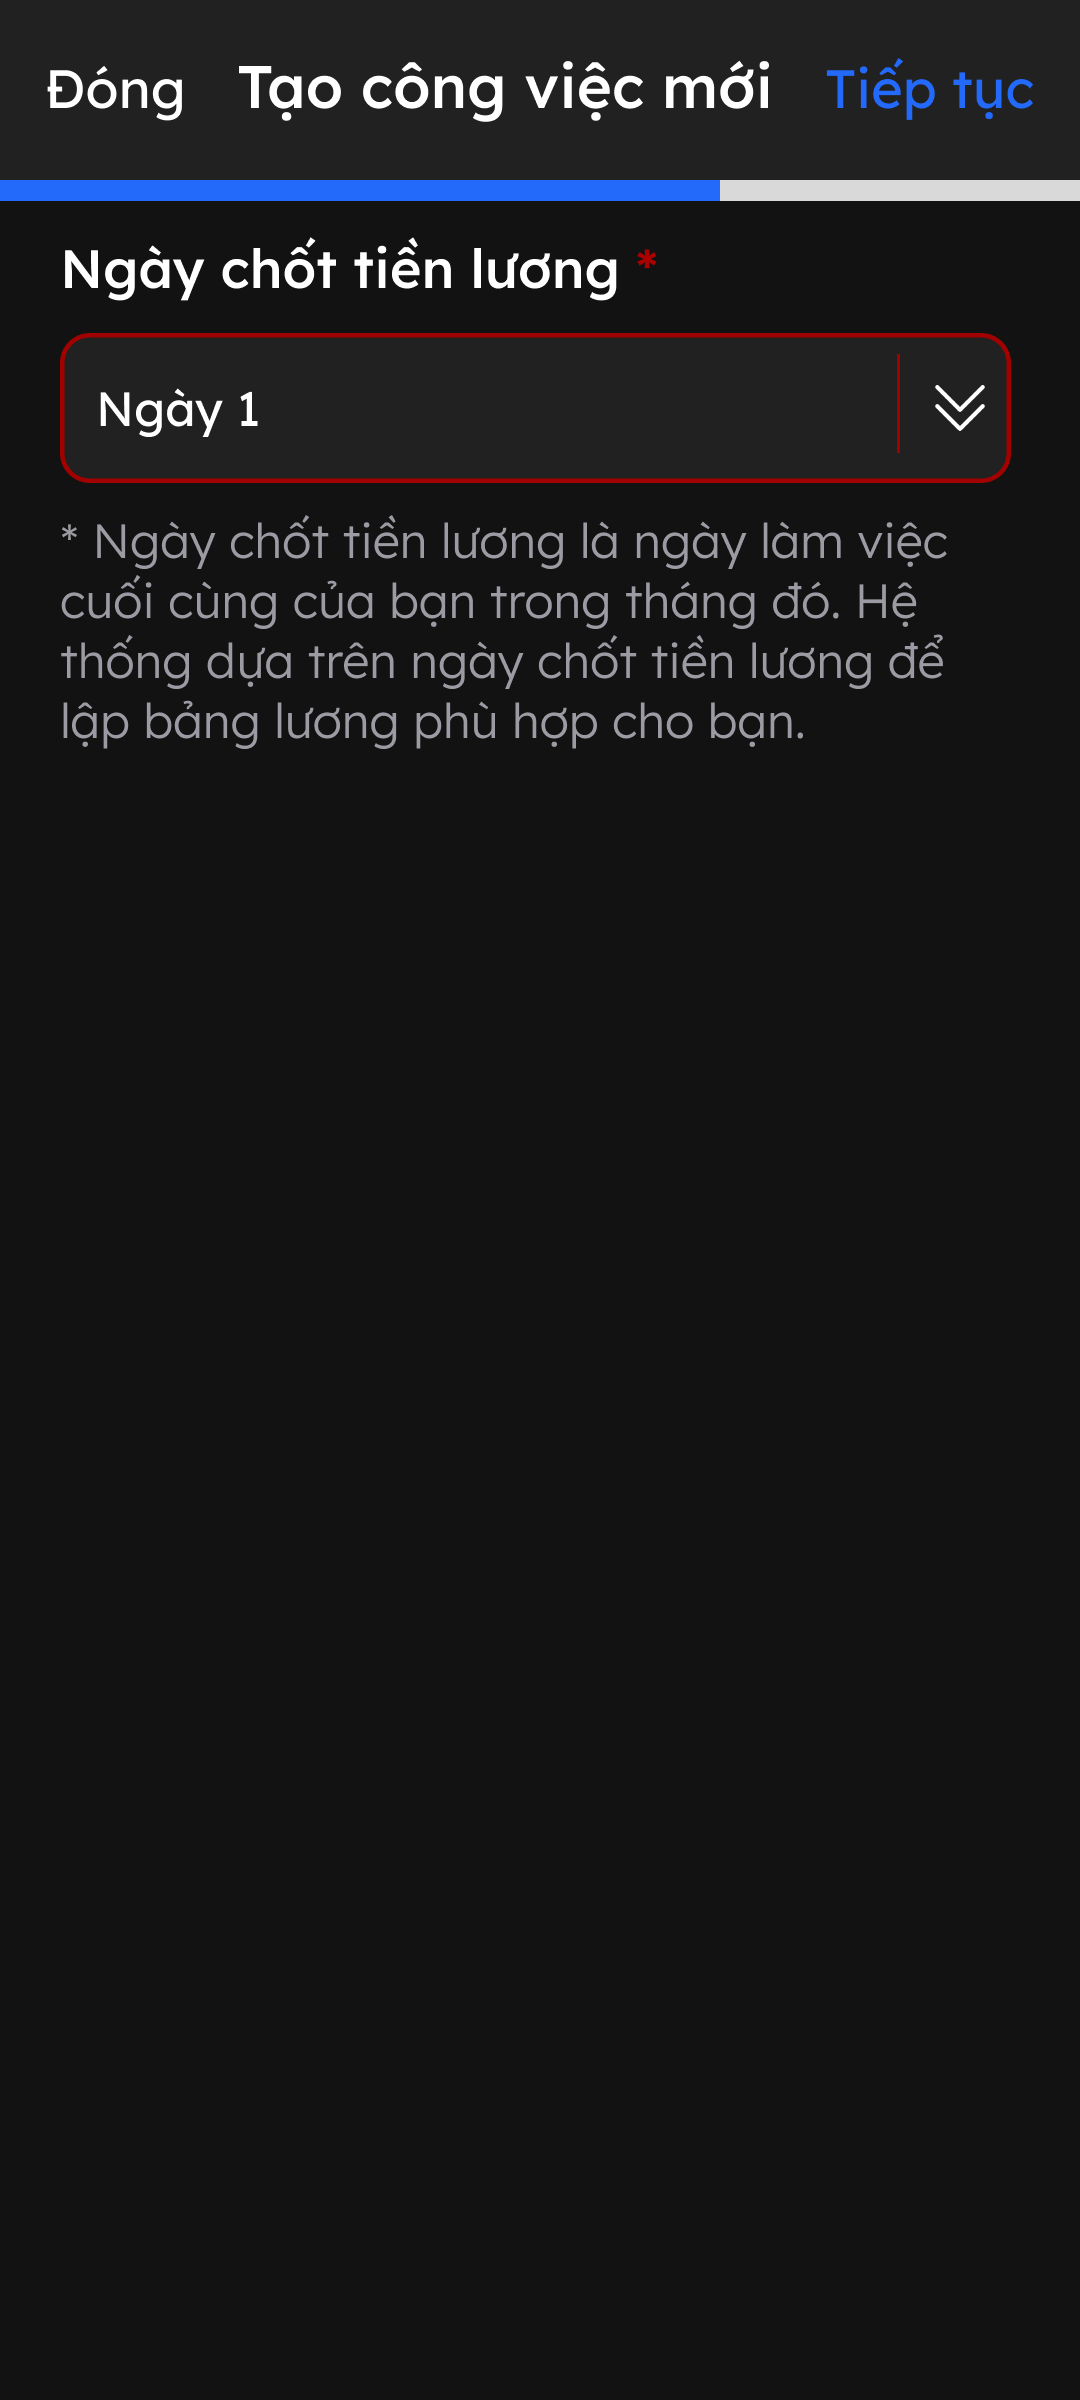 Đóng Tạo công việc mới Tiếp tục
Ngày chốt tiền lương *
Ngày 1
* Ngày chốt tiền lương là ngày làm việc
cuối cùng của bạn trong tháng đó. Hệ
thống dựa trên ngày chốt tiền lương để
lập bảng lương phù hợp cho bạn.